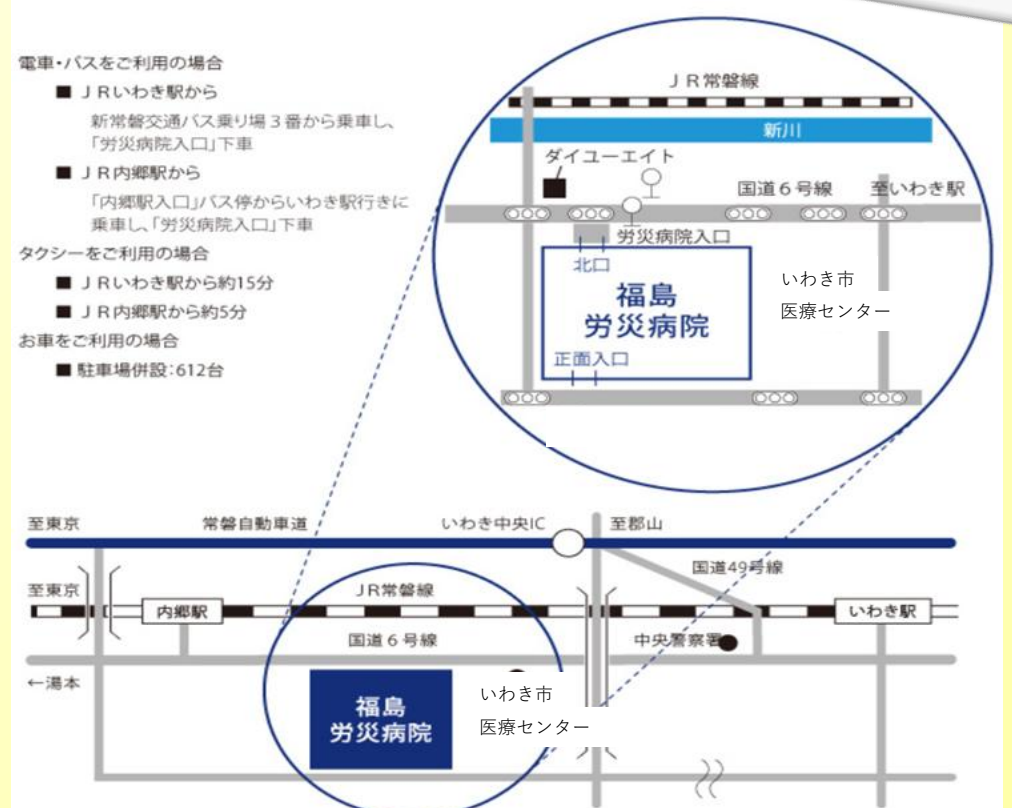 電車・バスをご利用の場合
■ JRいわき駅から
新常磐交通バス乗り場3番から乗車し、
「労災病院入口」下車
■ JR内郷駅から
「内郷駅入口」バス停からいわき駅行きに
乗車し、「労災病院入口」下車
タクシーをご利用の場合
■ JRいわき駅から約15分
■ JR内郷駅から約5分
お車をご利用の場合
■ 駐車場併設:612台
JR常磐線
新川
ダイユーエイト
国道6号線
至いわき駅
労災病院入口
北口
福島
労災病院
正面入口
いわき市
医療センター
至東京
常磐自動車道
いわき中央IC
至郡山
国道49号線
至東京
JR常磐線
内郷駅
いわき駅
国道6号線
中央警察署
←湯本
福島
労災病院
いわき市
医療センター